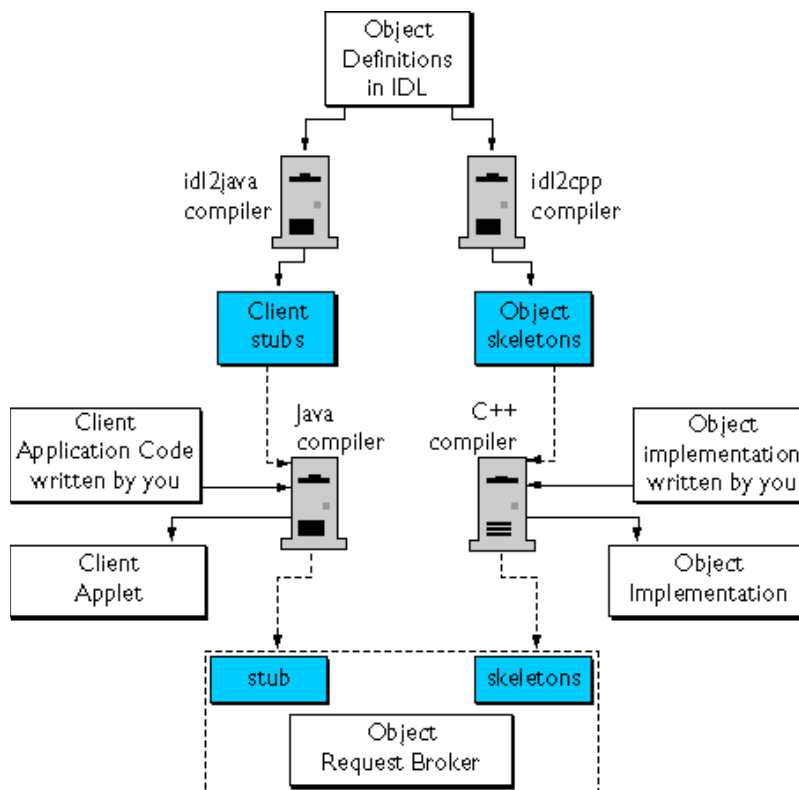 Object
Definitions
in IDL
idl2java
compiler
idl2cpp
compiler
Client
stubs
Object
skeletons
Client
Application Code
written by you
Java
compiler
C++
compiler
Object
implementation
written by you
Client
Applet
Object
Implementation
stub
skeletons
Object
Request Broker